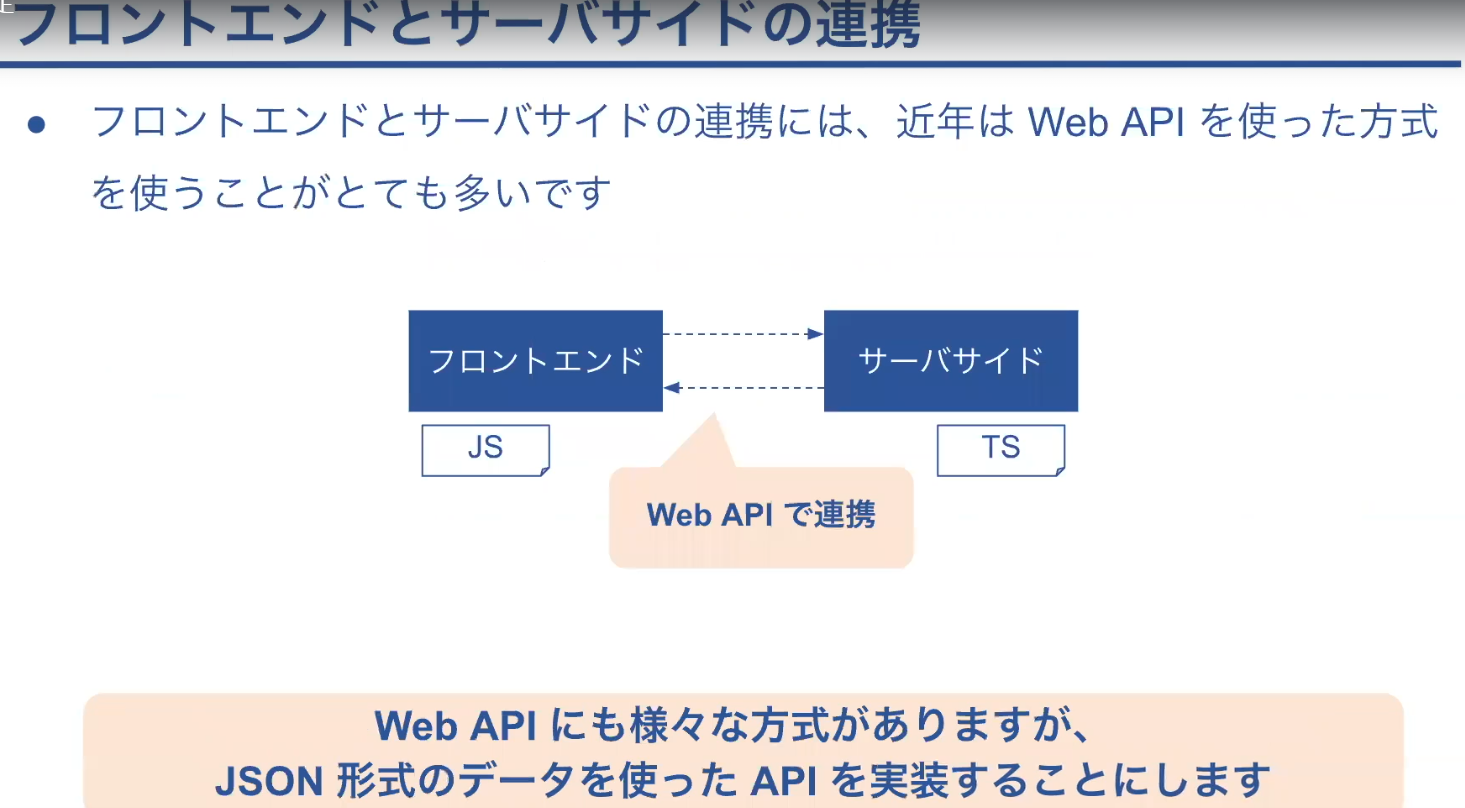 フロントエンドとサーバサイドの連携
● フロントエンドとサーバサイドの連携には、近年は Web API を使った方式
を使うことがとても多いです
フロントエンド
サーバサイド
JS
TS
Web API で連携
Web API にも様々な方式がありますが、
JSON 形式のデータを使った API を実装することにします